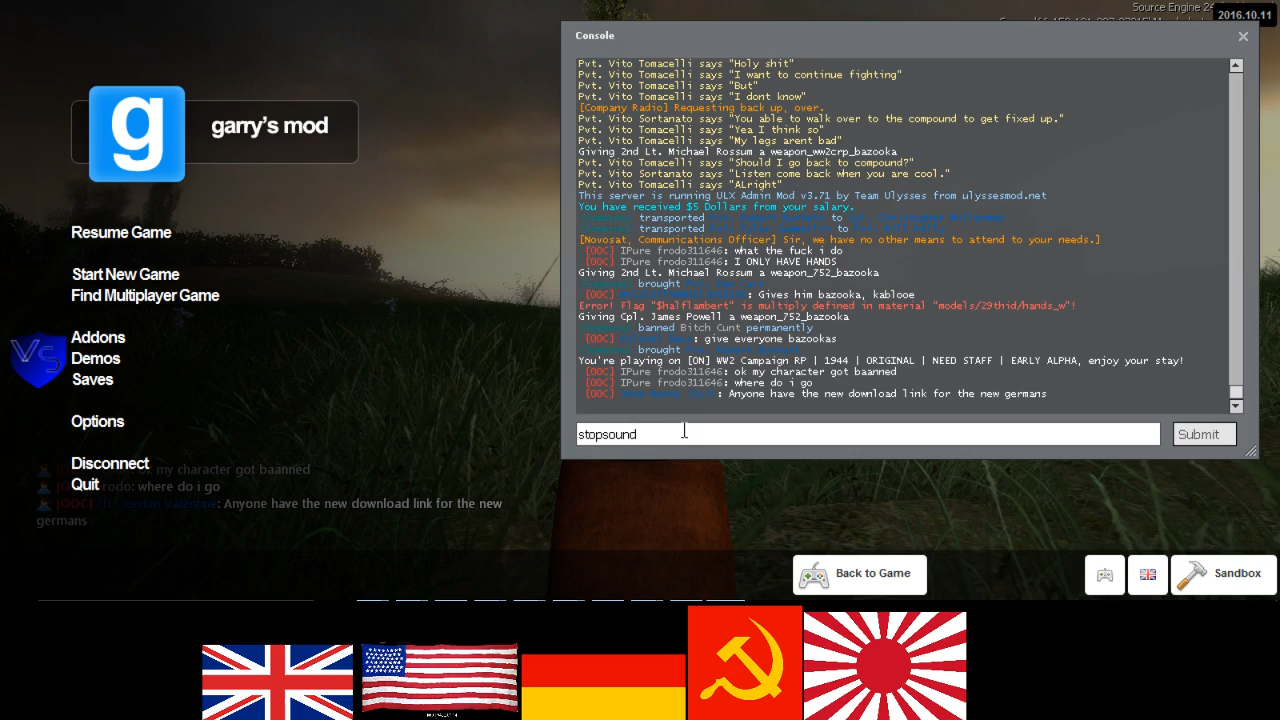 Source Engine 24
2016.10.11
g
garry's mod
Resume Game
Start New Game
Find Multiplayer Game
Addons
VS
Demos
Saves
Options
Disconnect
Quit
my character got baanned
rodo: where do i go
[OOC] Pfc. Jordan Valentine: Anyone have the new download link for the new
germans
Console
Pvt. Vito Tomacelli says "Holy shit"
Pvt. Vito Tomacelli says "I want to continue fighting"
Pvt. Vito Tomacelli says "But"
Pvt. Vito Tomacelli says "I dont know"
[Company Radio] Requesting back up, over.
Pvt. Vito Sortanato says "You able to walk over to the compound to get fixed up."
Pvt. Vito Tomacelli says "Yea I think so"
Pvt. Vito Tomacelli says "My legs arent bad"
Giving 2nd Lt. Michael Rossum a weapon_ww2crp_bazooka
Pvt. Vito Tomacelli says "Should I go back to compound?"
Pvt. Vito Sortanato says "Listen come back when you are cool."
Pvt. Vito Tomacelli says "ALright"
This server is running ULX Admin Mod v3.71 by Team Ulysses from ulyssesmod.net
You have received $5 Dollars from your salary.
transported to
transported to
[Novosat, Communications Officer] Sir, we have no other means to attend to your needs.]
[OOC] IPure frodo311646: what the fuck i do
[OOC] IPure frodo311646: I ONLY HAVE HANDS
Giving 2nd Lt. Michael Rossum a weapon_752_bazooka
brought
[OOC] : Gives him bazooka, kablooe
Error! Flag "$halflambert" is multiply defined in material "models/29thid/hands_w"!
Giving Cpl. James Powell a weapon_752_bazooka
banned Bitch Cunt permanently
[OOC] : give everyone bazookas
brought
You're playing on [ON] WW2 Campaign RP | 1944 | ORIGINAL | NEED STAFF | EARLY ALPHA, enjoy your stay!
[OOC] IPure frodo311646: ok my character got baanned
[OOC] IPure frodo311646: where do i go
[OOC] : Anyone have the new download link for the new germans
stopsound
Submit
Back to Game
Sandbox